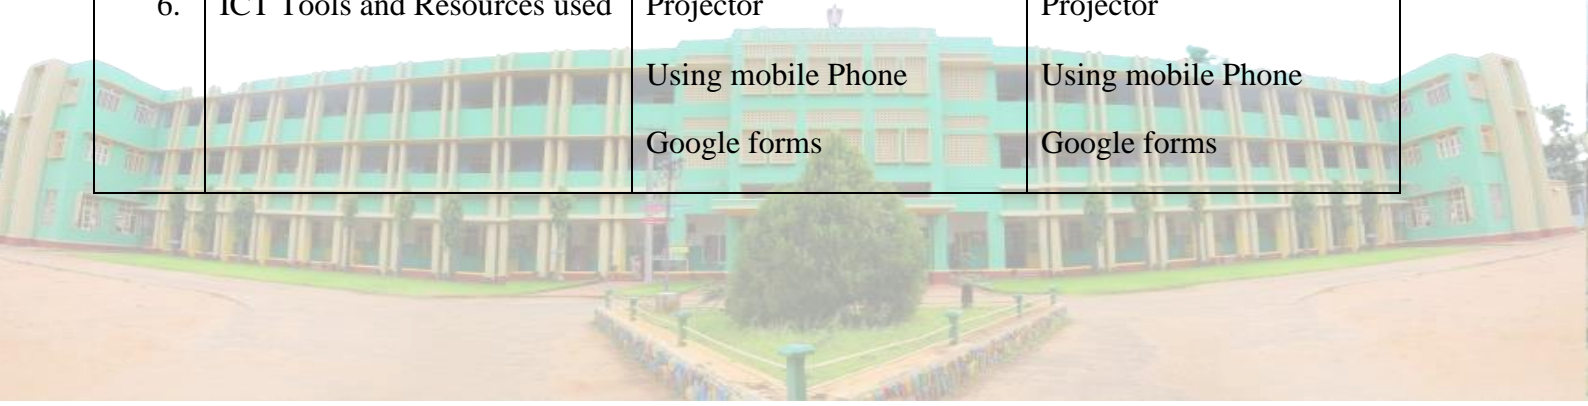 6. ICT Tools and Resources used Projector Projector
Using mobile Phone Using mobile Phone
Google forms Google forms